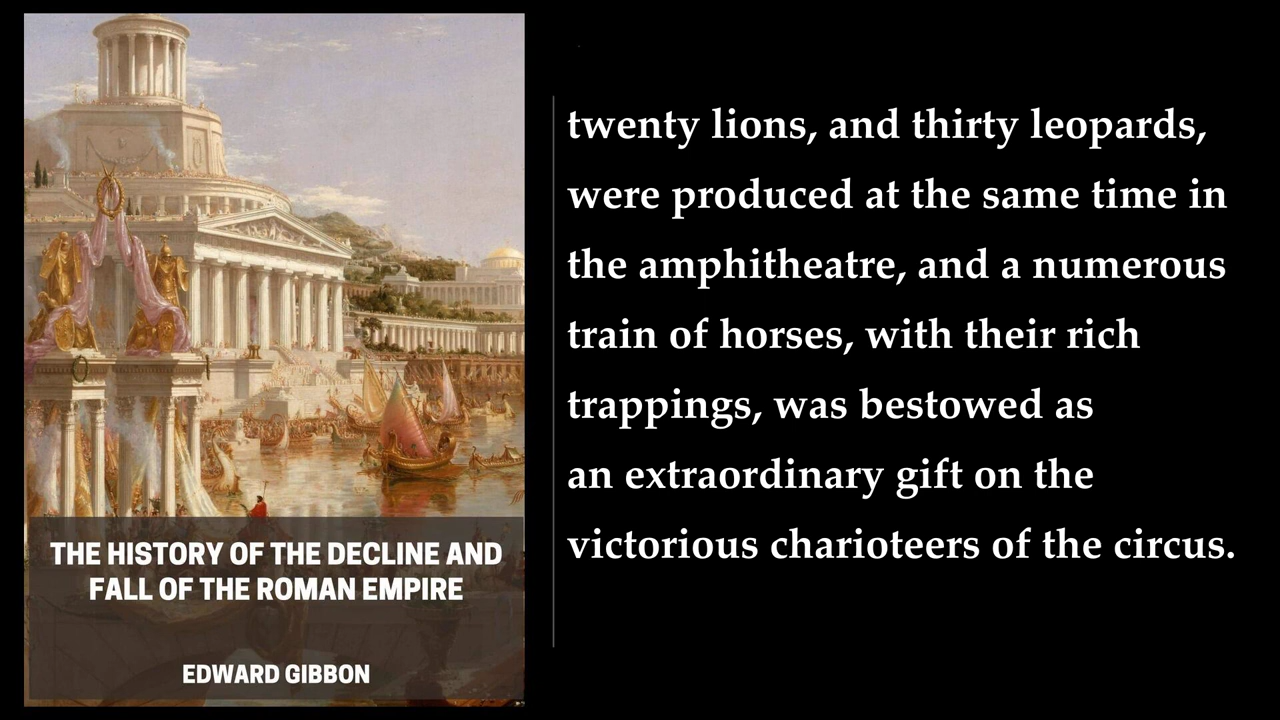 THE HISTORY OF THE DECLINE AND
FALL OF THE ROMAN EMPIRE
EDWARD GIBBON
twenty lions, and thirty leopards,
were produced at the same time in
the amphitheatre, and a numerous
train of horses, with their rich
trappings, was bestowed as
an extraordinary gift on the
victorious charioteers of the circus.